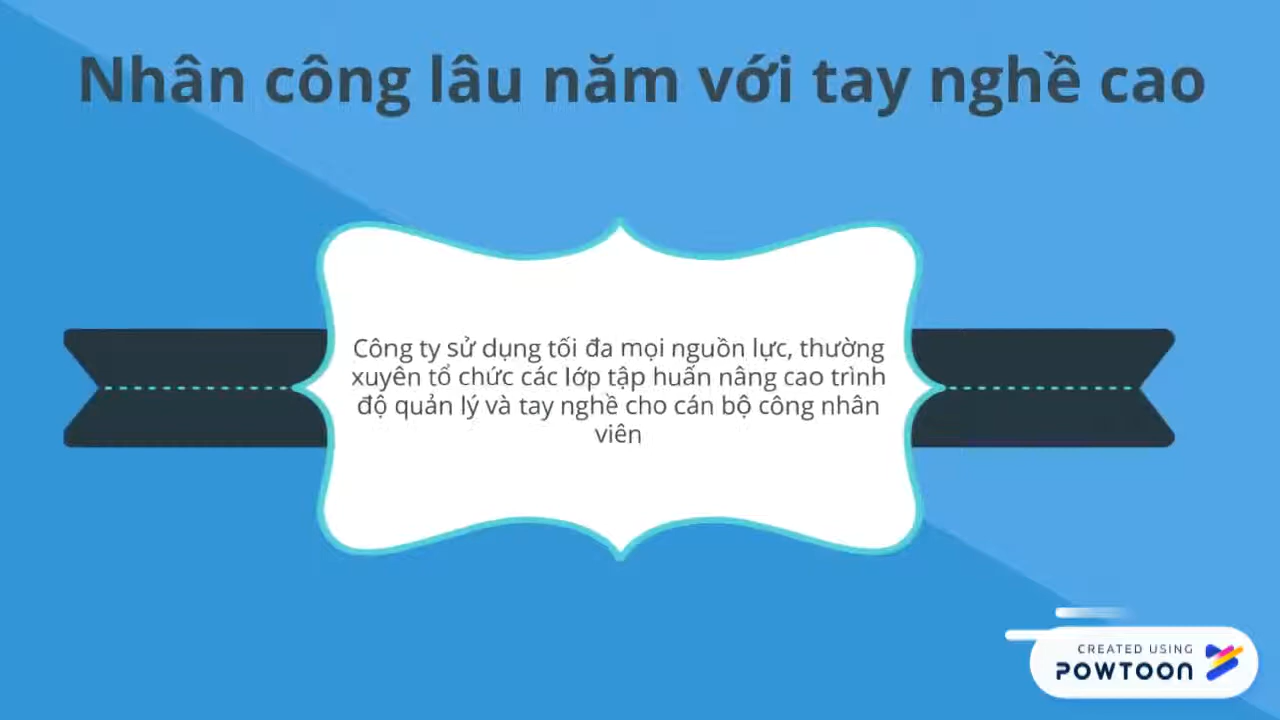 Nhân công lâu năm với tay nghề cao
Công ty sử dụng tối đa mọi nguồn lực, thường
xuyên tổ chức các lớp tập huấn nâng cao trình
độ quản lý và tay nghề cho cán bộ công nhân
viên
CREATED USING
POWTOON